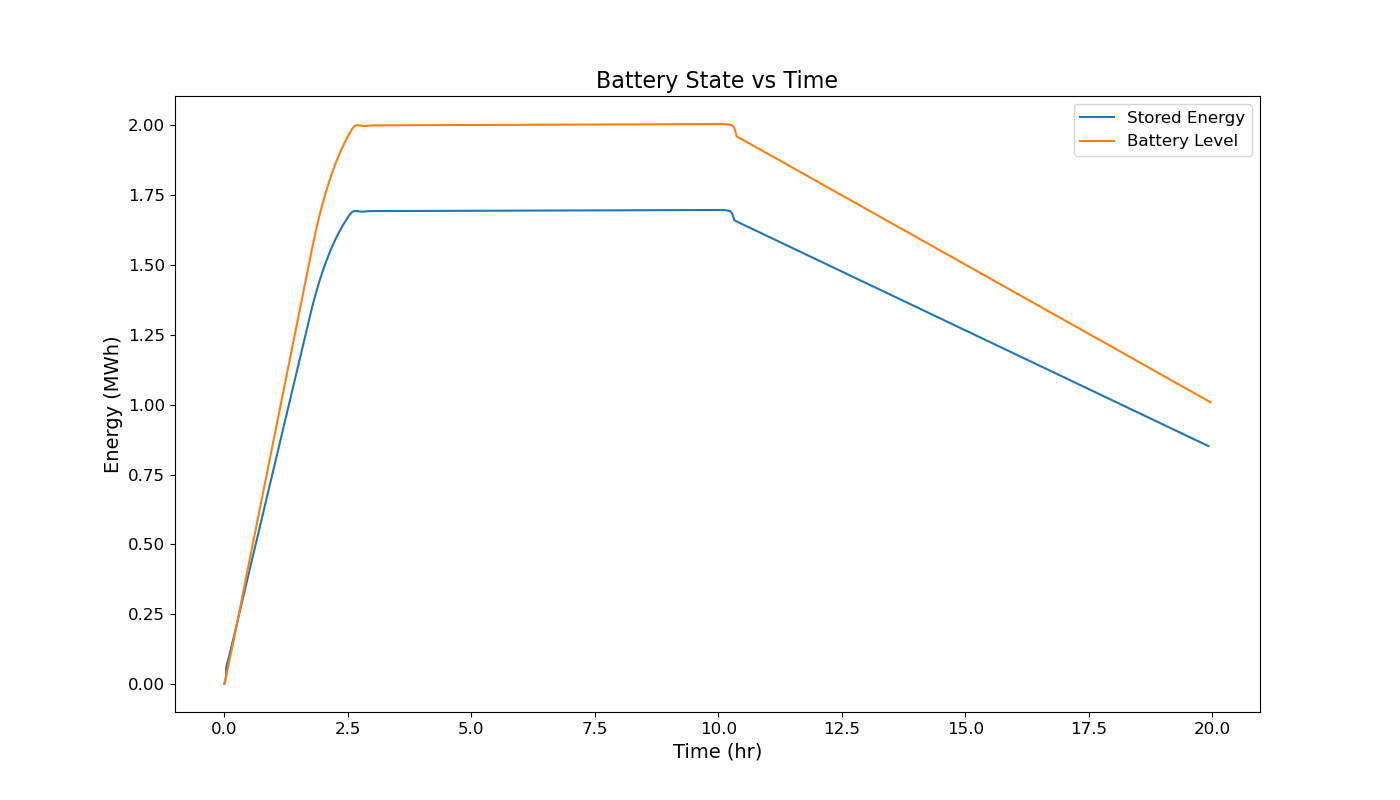 Battery State vs Time
Stored Energy
Battery Level
Energy (MWh)
2.00
1.75
1.50
1.25
1.00
0.75
0.50
0.25
0.00
0.0 2.5 5.0 7.5 10.0 12.5 15.0 17.5 20.0
Time (hr)